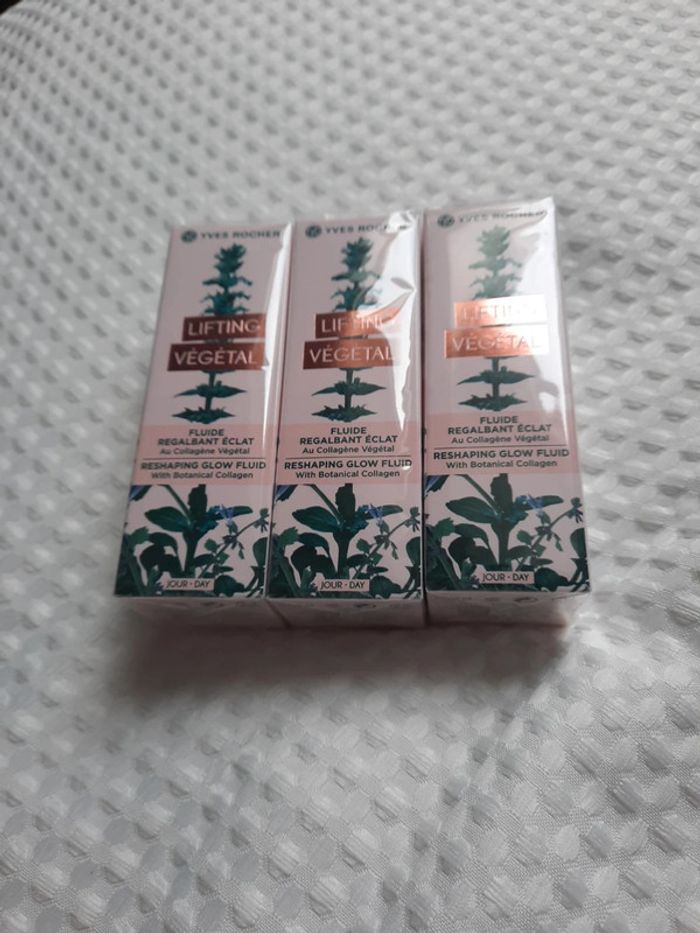 YVES ROCHER
LIFTING
VÉGÉTAL
FLUIDE
REGALBANT ÉCLAT
Au Collagène Végétal
RESHAPING GLOW FLUID
With Botanical Collagen
JOUR • DAY
YVES ROCHER
LIFTING
VÉGÉTAL
FLUIDE
REGALBANT ÉCLAT
Au Collagène Végétal
RESHAPING GLOW FLUID
With Botanical Collagen
JOUR • DAY
YVES ROCHER
LIFTING
VÉGÉTAL
FLUIDE
REGALBANT ÉCLAT
Au Collagène Végétal
RESHAPING GLOW FLUID
With Botanical Collagen
JOUR • DAY